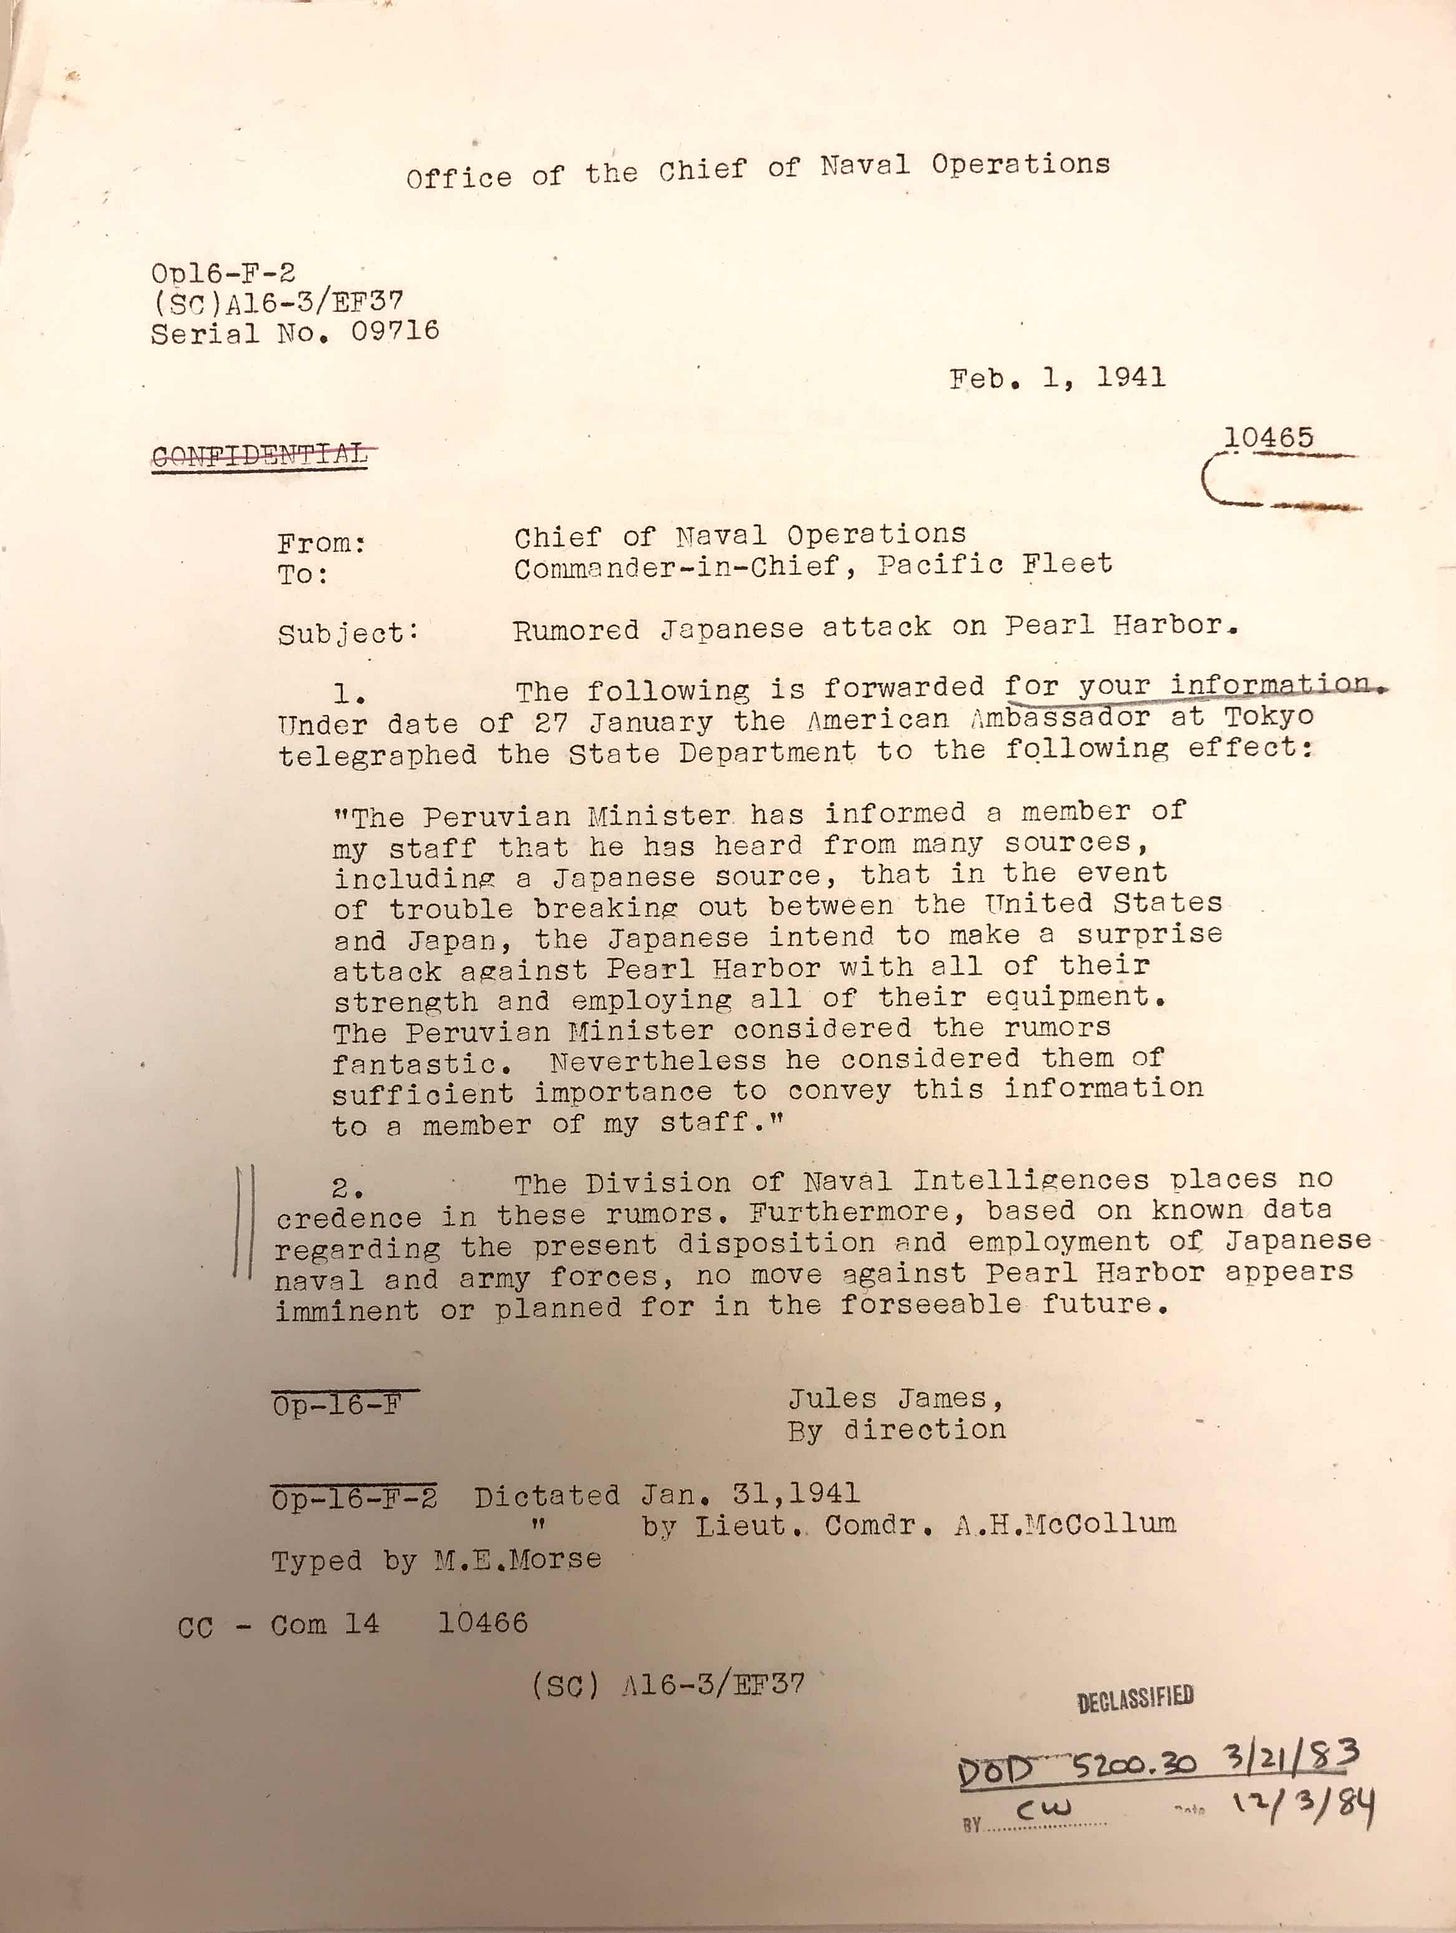 Office of the Chief of Naval Operations
Op16-F-2
(SC)A16-3/EF37
Serial No. 09716
Feb. 1, 1941
10465
CONFIDENTIAL
From: Chief of Naval Operations
To: Commander-in-Chief, Pacific Fleet
Subject: Rumored Japanese attack on Pearl Harbor.
1. The following is forwarded for your information.
Under date of 27 January the American Ambassador at Tokyo
telegraphed the State Department to the following effect:
"The Peruvian Minister has informed a member of
my staff that he has heard from many sources,
including a Japanese source, that in the event
of trouble breaking out between the United States
and Japan, the Japanese intend to make a surprise
attack against Pearl Harbor with all of their
strength and employing all of their equipment.
The Peruvian Minister considered the rumors
fantastic. Nevertheless he considered them of
sufficient importance to convey this information
to a member of my staff."
2. The Division of Naval Intelligences places no
credence in these rumors. Furthermore, based on known data
regarding the present disposition and employment of Japanese
naval and army forces, no move against Pearl Harbor appears
imminent or planned for in the forseeable future.
Op-16-F Jules James,
By direction
Op-16-F-2 Dictated Jan. 31,1941
" by Lieut. Comdr. A.H.McCollum
Typed by M.E.Morse
CC - Com 14 10466
(SC) A16-3/EF37
DECLASSIFIED
DOD 5200.30 3/21/83
BY CW Date 12/3/84